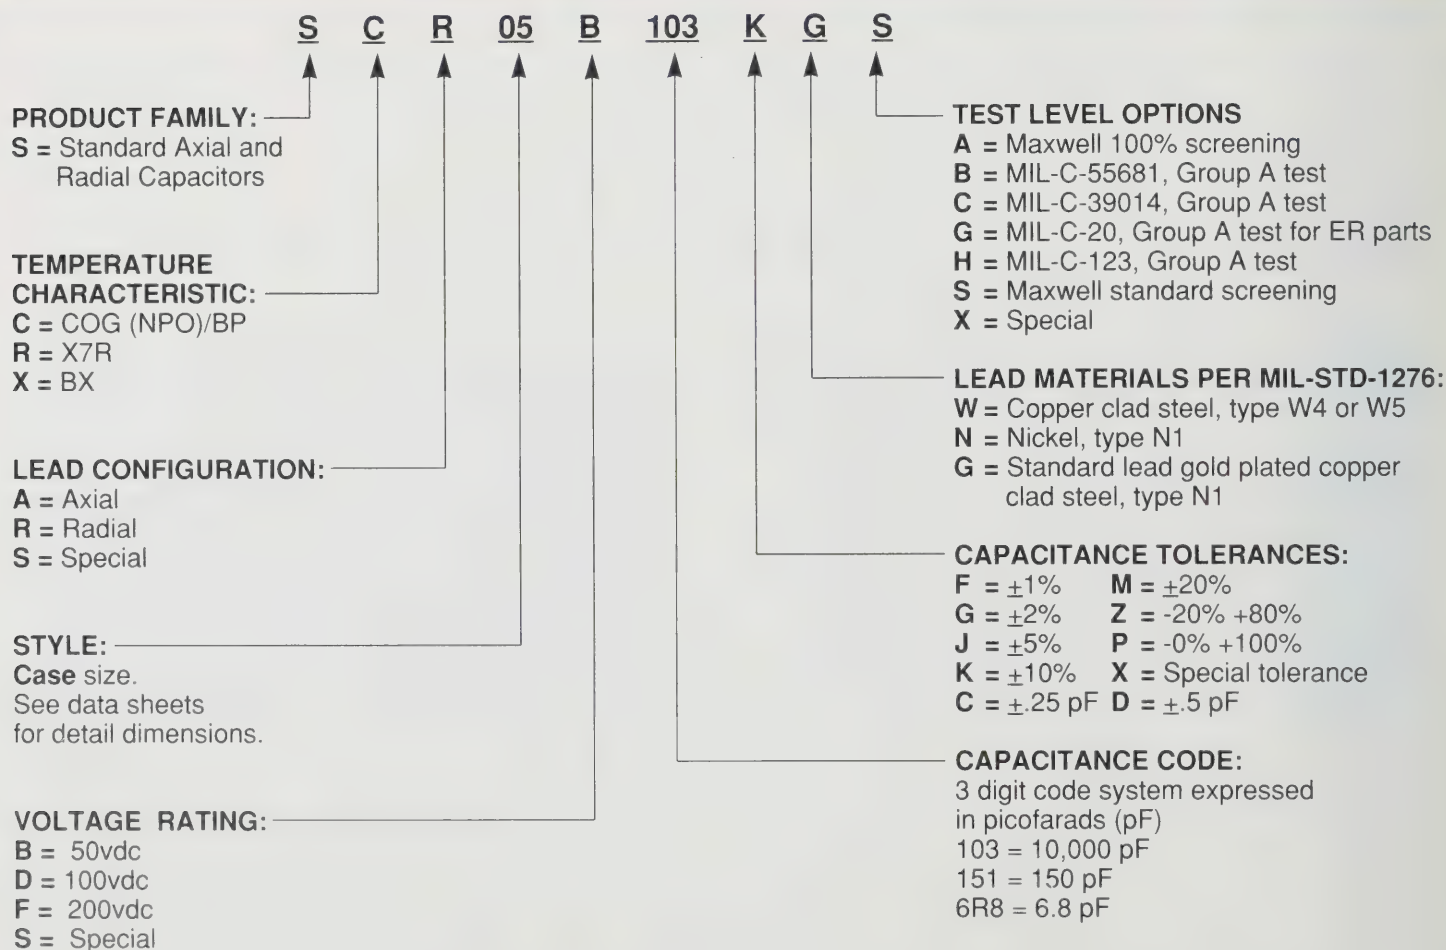 S C R 05 B 103 K G S
PRODUCT FAMILY:
S = Standard Axial and
Radial Capacitors
TEMPERATURE
CHARACTERISTIC:
C = COG (NPO)/BP
R = X7R
X = BX
LEAD CONFIGURATION:
A = Axial
R = Radial
S = Special
STYLE:
Case size.
See data sheets
for detail dimensions.
VOLTAGE RATING:
B = 50vdc
D = 100vdc
F = 200vdc
S = Special
TEST LEVEL OPTIONS
A = Maxwell 100% screening
B = MIL-C-55681, Group A test
C = MIL-C-39014, Group A test
G = MIL-C-20, Group A test for ER parts
H = MIL-C-123, Group A test
S = Maxwell standard screening
X = Special
LEAD MATERIALS PER MIL-STD-1276:
W = Copper clad steel, type W4 or W5
N = Nickel, type N1
G = Standard lead gold plated copper
clad steel, type N1
CAPACITANCE TOLERANCES:
F = ±1% M = ±20%
G = ±2% Z = -20% +80%
J = ±5% P = -0% +100%
K = ±10% X = Special tolerance
C = ±.25 pF D = ±.5 pF
CAPACITANCE CODE:
3 digit code system expressed
in picofarads (pF)
103 = 10,000 pF
151 = 150 pF
6R8 = 6.8 pF